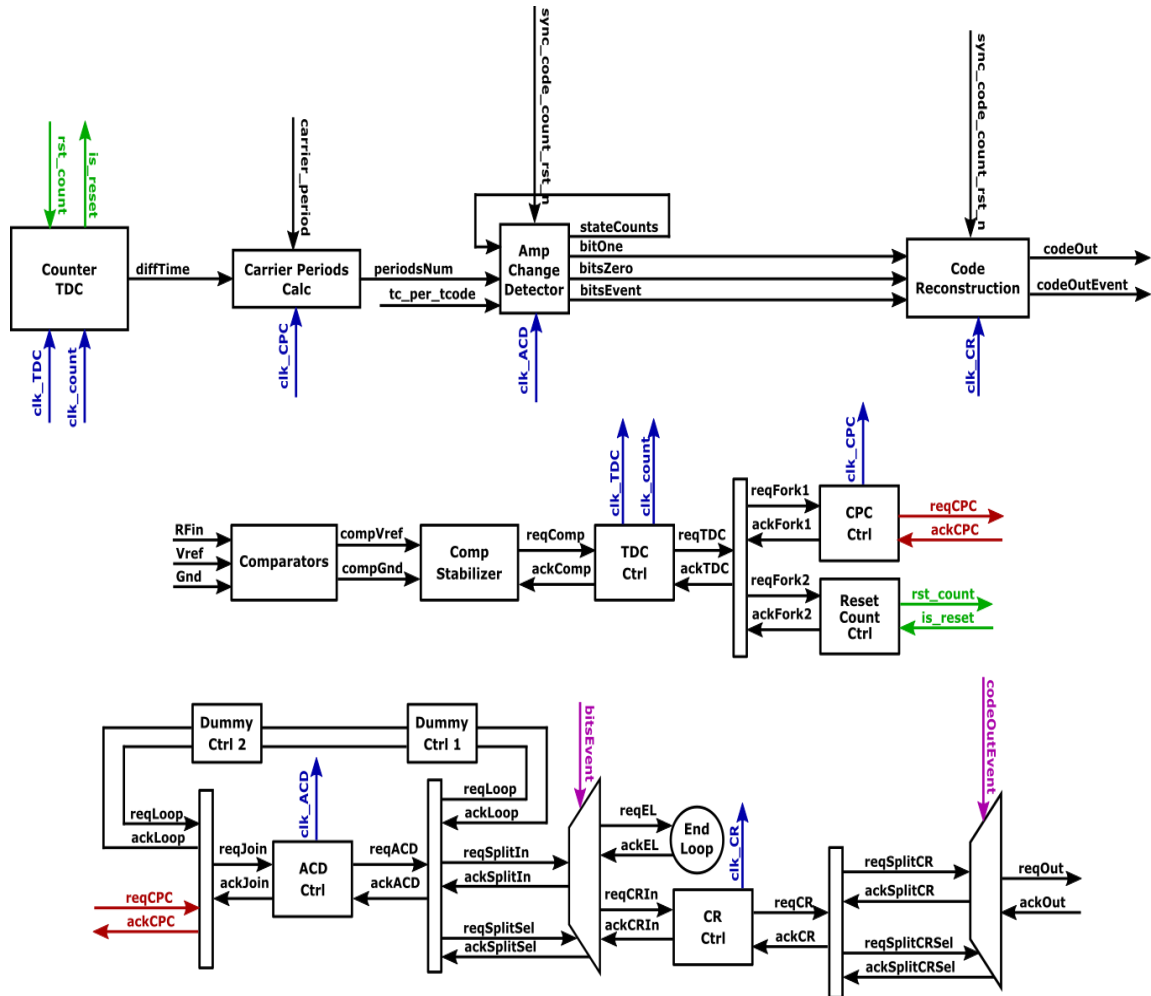 sync_code_count_rst_n
sync_code_count_rst_n
rst_count
is_reset
carrier_period
Counter
TDC
diffTime
Carrier Periods
Calc
periodsNum
tc_per_tcode
Amp
Change
Detector
stateCounts
bitOne
bitsZero
bitsEvent
Code
Reconstruction
codeOut
codeOutEvent
clk_TDC
clk_count
clk_CPC
clk_ACD
clk_CR
clk_TDC
clk_count
clk_CPC
RFin
Vref
Gnd
Comparators
compVref
compGnd
Comp
Stabilizer
reqComp
ackComp
TDC
Ctrl
reqTDC
ackTDC
reqFork1
ackFork1
reqFork2
ackFork2
CPC
Ctrl
reqCPC
ackCPC
Reset
Count
Ctrl
rst_count
is_reset
Dummy
Ctrl 2
Dummy
Ctrl 1
bitsEvent
codeOutEvent
reqLoop
ackLoop
reqCPC
ackCPC
reqJoin
ackJoin
clk_ACD
ACD
Ctrl
reqACD
ackACD
reqLoop
ackLoop
reqSplitIn
ackSplitIn
reqSplitSel
ackSplitSel
reqEL
ackEL
End
Loop
reqCRIn
ackCRIn
clk_CR
CR
Ctrl
reqCR
ackCR
reqSplitCR
ackSplitCR
reqSplitCRSel
ackSplitCRSel
reqOut
ackOut